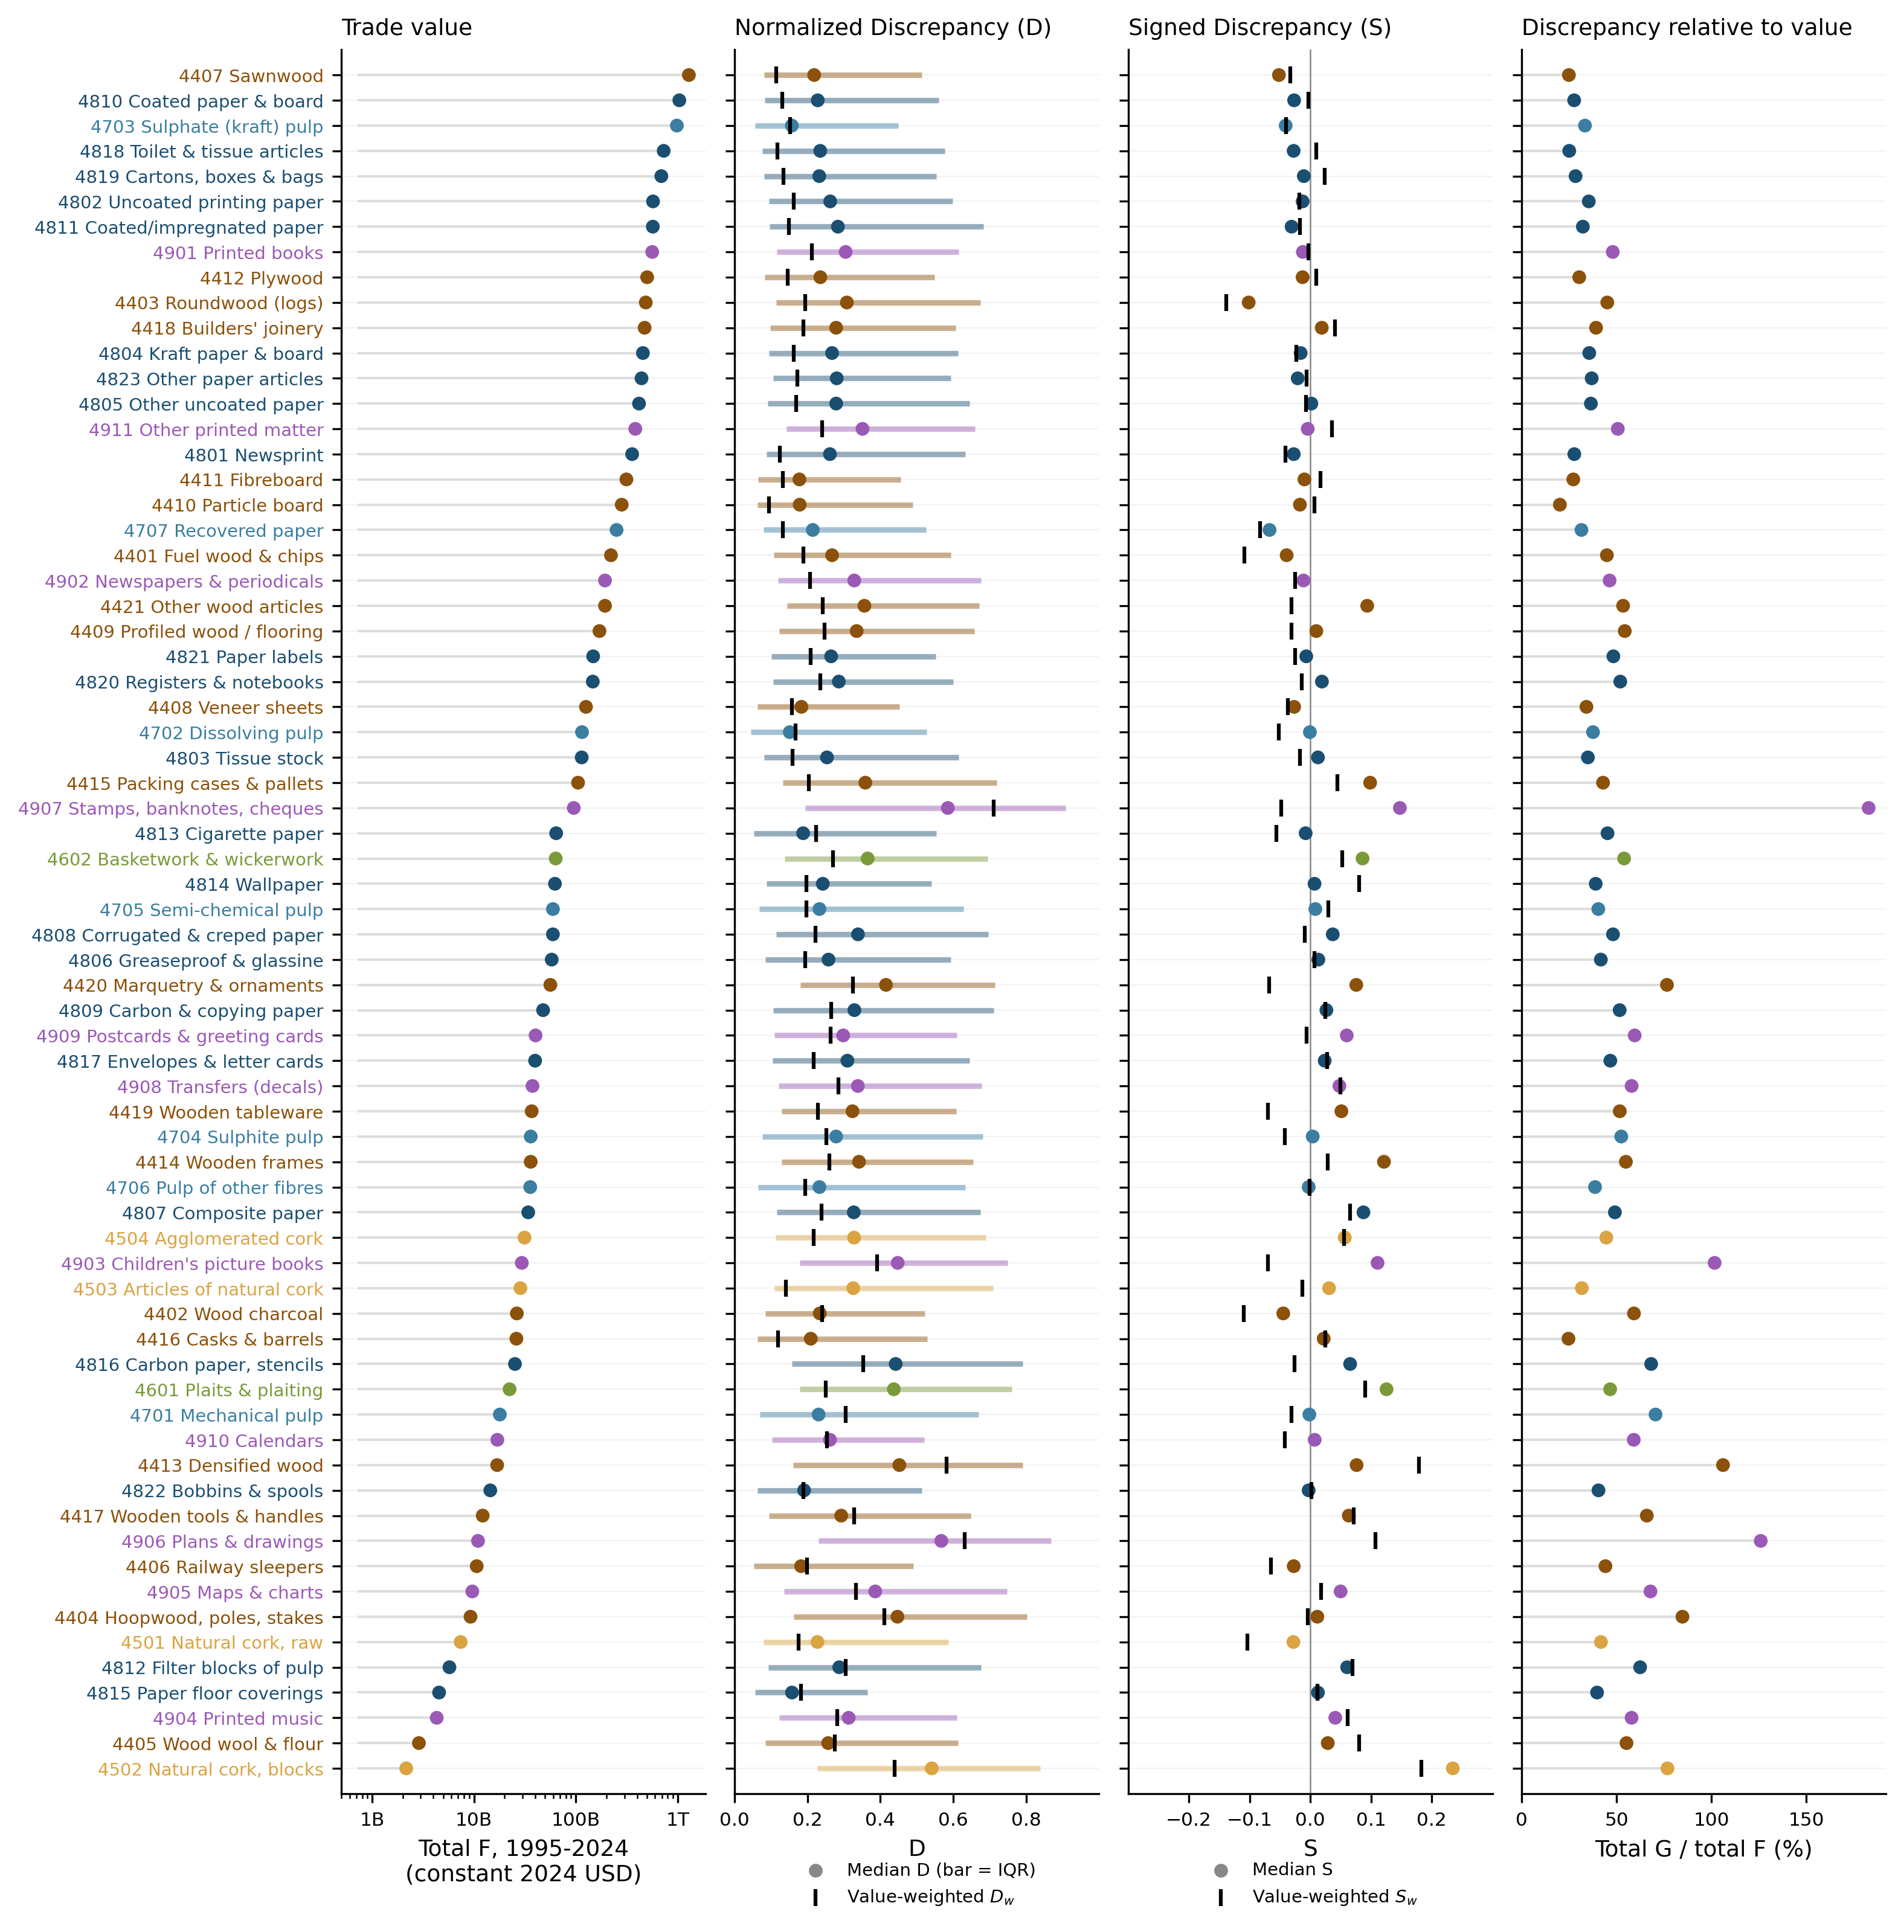 Trade value
Normalized Discrepancy (D)
Signed Discrepancy (S)
Discrepancy relative to value
4407 Sawnwood
4810 Coated paper & board
4703 Sulphate (kraft) pulp
4818 Toilet & tissue articles
4819 Cartons, boxes & bags
4802 Uncoated printing paper
4811 Coated/impregnated paper
4901 Printed books
4412 Plywood
4403 Roundwood (logs)
4418 Builders' joinery
4804 Kraft paper & board
4823 Other paper articles
4805 Other uncoated paper
4911 Other printed matter
4801 Newsprint
4411 Fibreboard
4410 Particle board
4707 Recovered paper
4401 Fuel wood & chips
4902 Newspapers & periodicals
4421 Other wood articles
4409 Profiled wood / flooring
4821 Paper labels
4820 Registers & notebooks
4408 Veneer sheets
4702 Dissolving pulp
4803 Tissue stock
4415 Packing cases & pallets
4907 Stamps, banknotes, cheques
4813 Cigarette paper
4602 Basketwork & wickerwork
4814 Wallpaper
4705 Semi-chemical pulp
4808 Corrugated & creped paper
4806 Greaseproof & glassine
4420 Marquetry & ornaments
4809 Carbon & copying paper
4909 Postcards & greeting cards
4817 Envelopes & letter cards
4908 Transfers (decals)
4419 Wooden tableware
4704 Sulphite pulp
4414 Wooden frames
4706 Pulp of other fibres
4807 Composite paper
4504 Agglomerated cork
4903 Children's picture books
4503 Articles of natural cork
4402 Wood charcoal
4416 Casks & barrels
4816 Carbon paper, stencils
4601 Plaits & plaiting
4701 Mechanical pulp
4910 Calendars
4413 Densified wood
4822 Bobbins & spools
4417 Wooden tools & handles
4906 Plans & drawings
4406 Railway sleepers
4905 Maps & charts
4404 Hoopwood, poles, stakes
4501 Natural cork, raw
4812 Filter blocks of pulp
4815 Paper floor coverings
4904 Printed music
4405 Wood wool & flour
4502 Natural cork, blocks
1B 10B 100B 1T
0.0 0.2 0.4 0.6 0.8
−0.2 −0.1 0.0 0.1 0.2
0 50 100 150
Total F, 1995-2024
(constant 2024 USD)
D
S
Total G / total F (%)
Median D (bar = IQR)
Value-weighted D_w
Median S
Value-weighted S_w